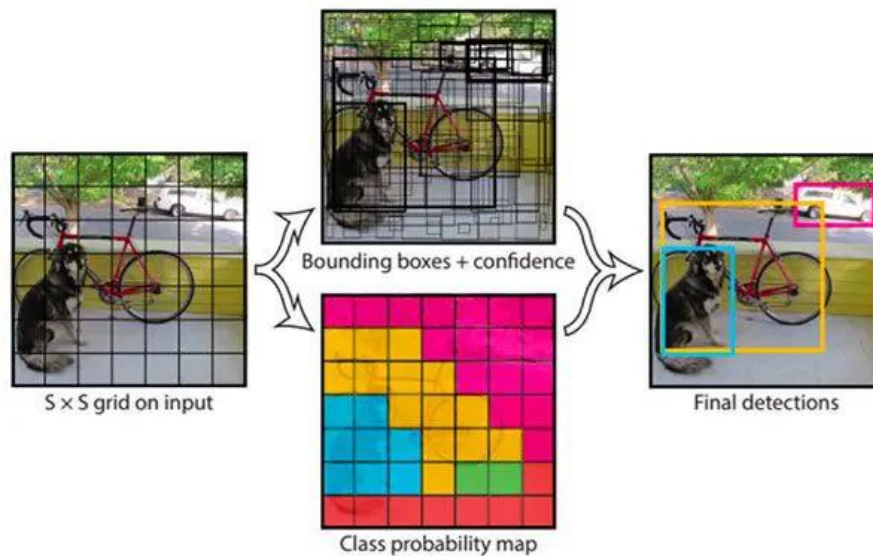 Bounding boxes + confidence
S × S grid on input
Final detections
Class probability map